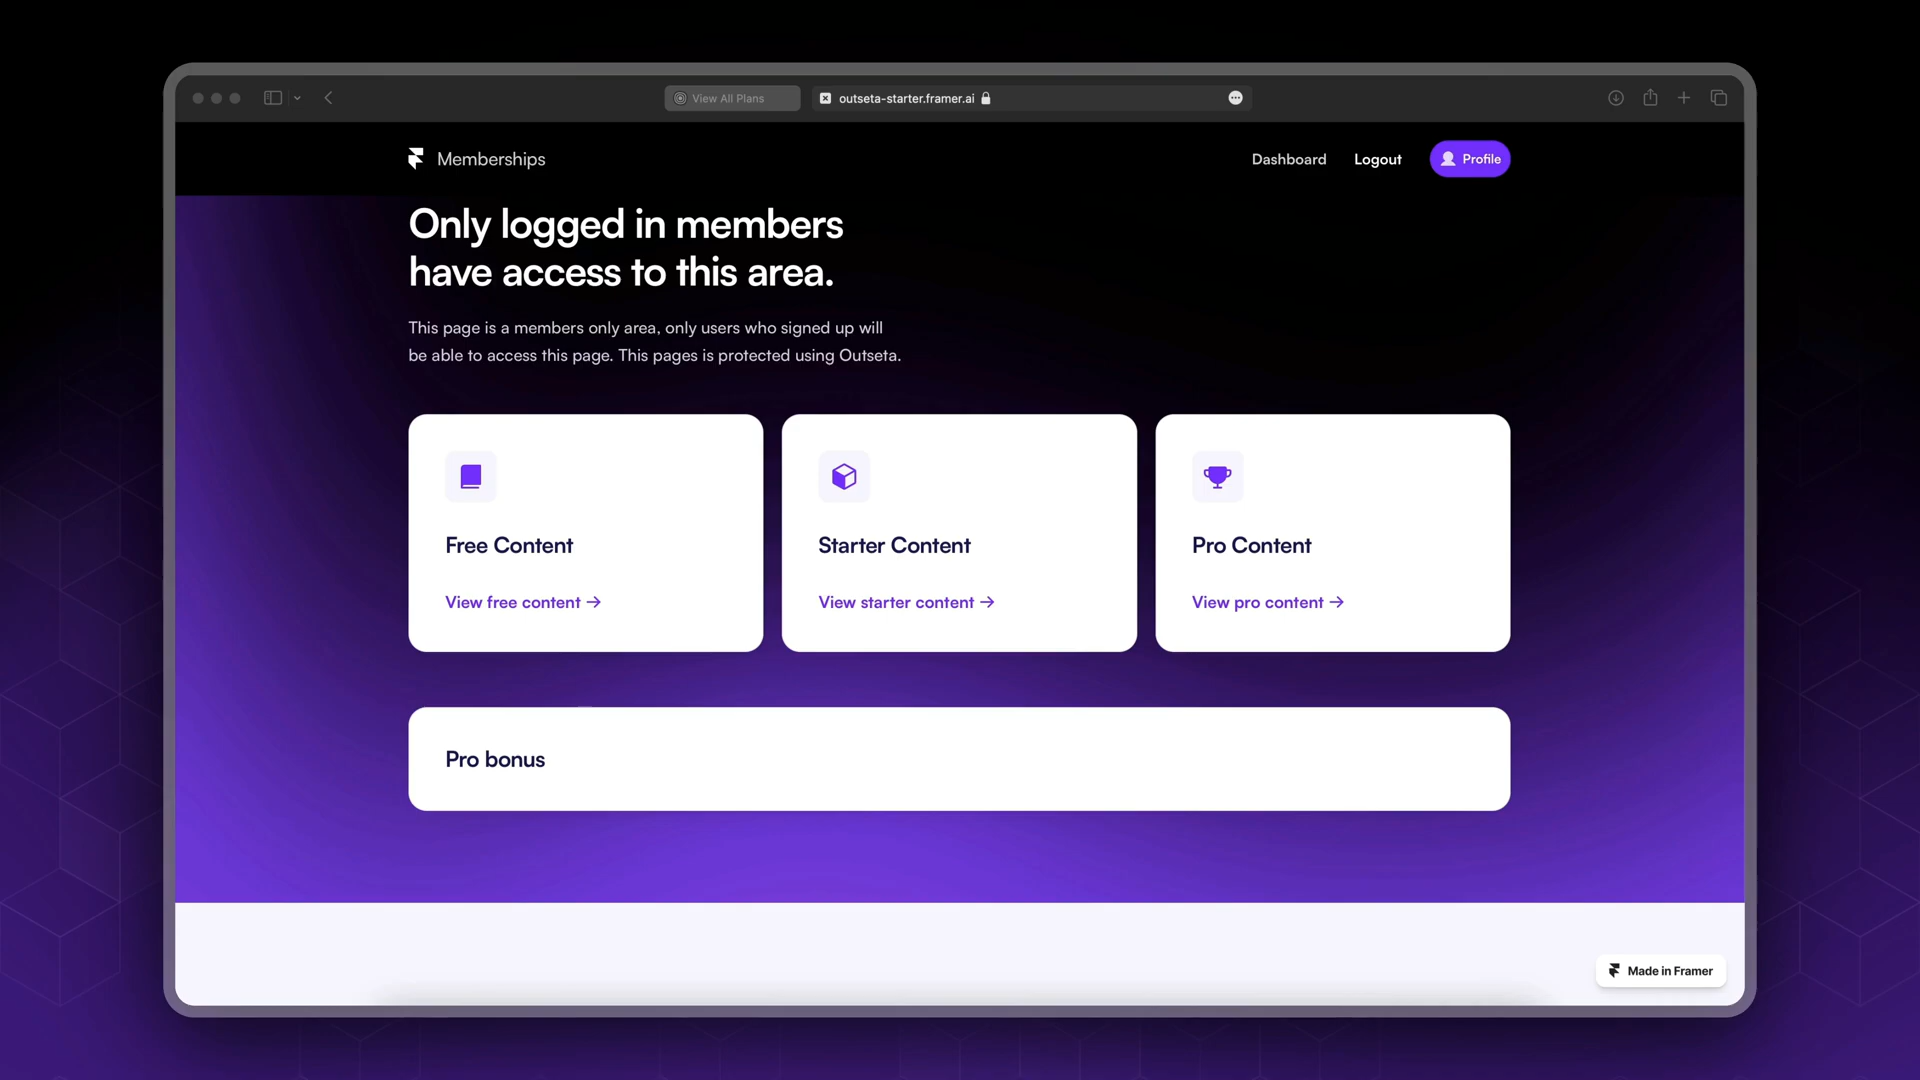 View All Plans
outseta-starter.framer.ai
Memberships
Dashboard
Logout
Profile
Only logged in members
have access to this area.
This page is a members only area, only users who signed up will
be able to access this page. This pages is protected using Outseta.
Free Content
View free content →
Starter Content
View starter content →
Pro Content
View pro content →
Pro bonus
Made in Framer